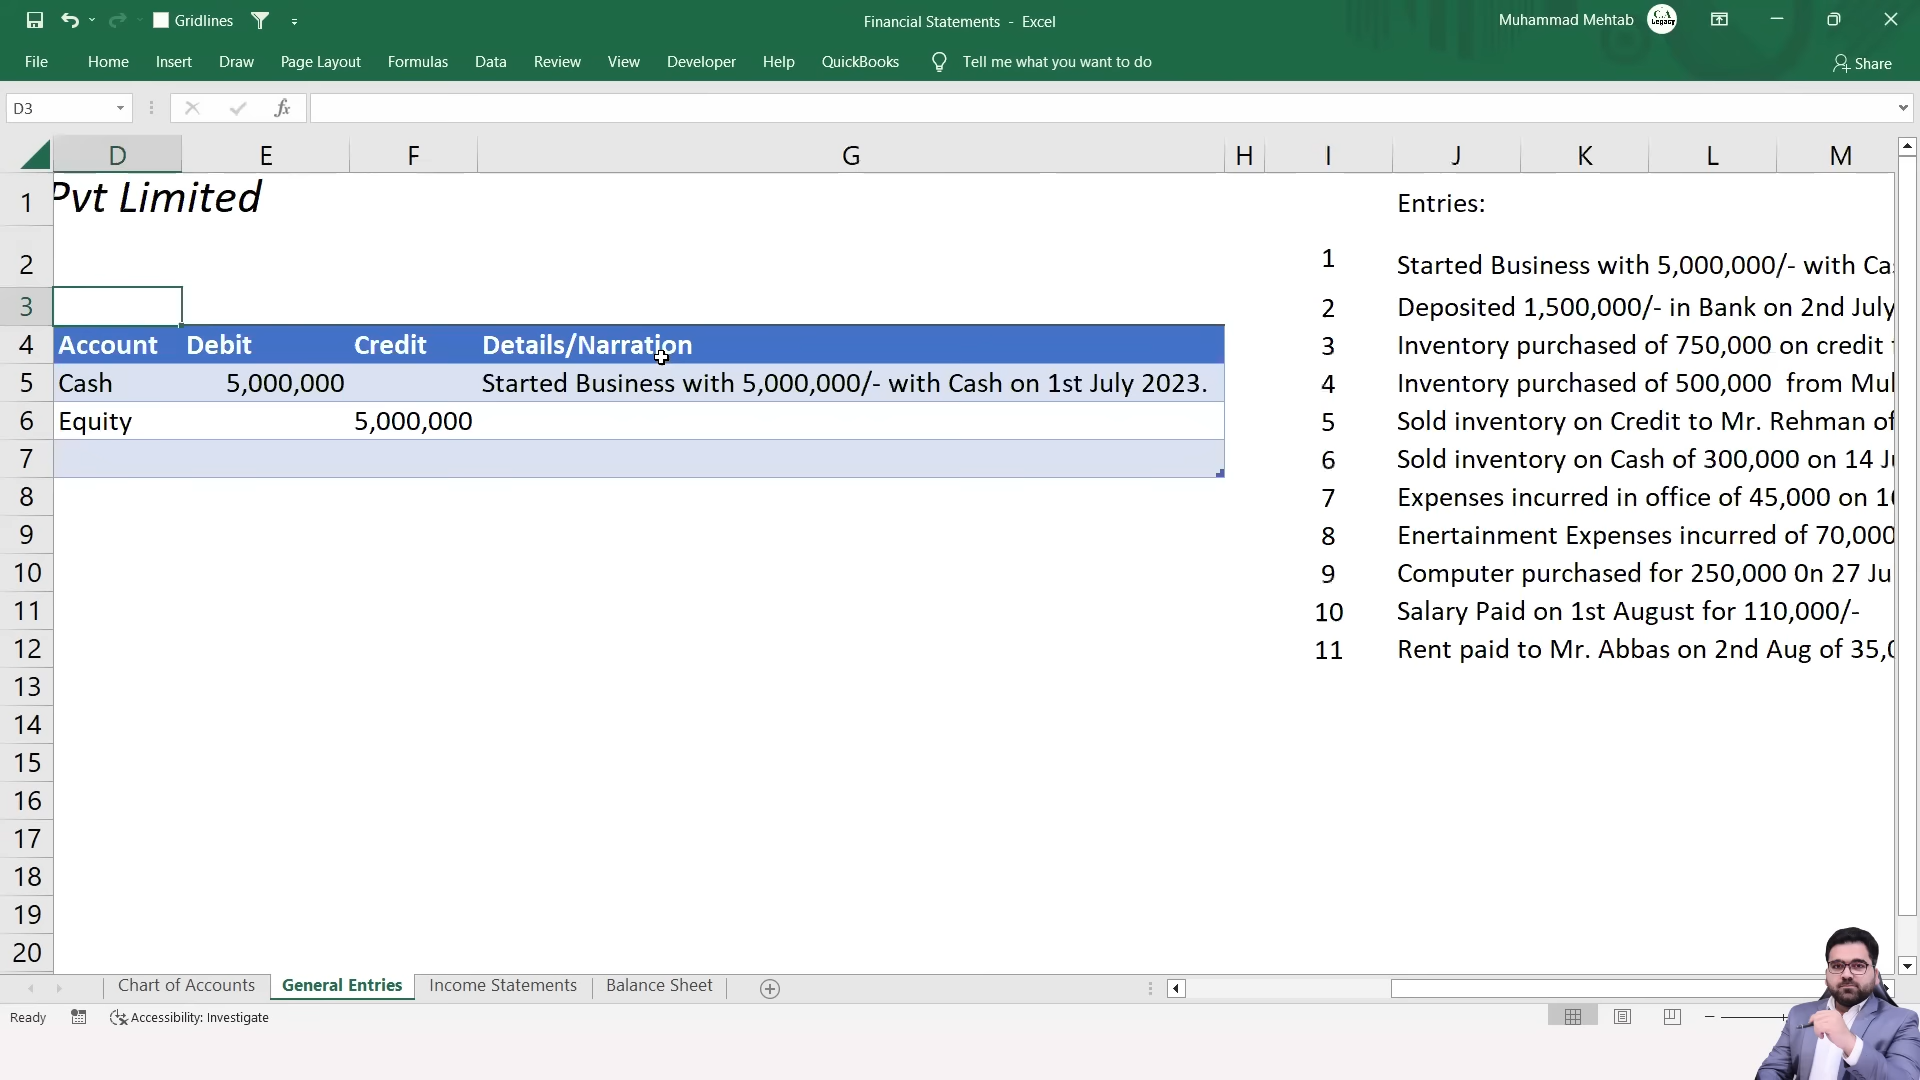 Gridlines
Financial Statements - Excel
Muhammad Mehtab
C.A
Legacy
File Home Insert Draw Page Layout Formulas Data Review View Developer Help QuickBooks Tell me what you want to do
Share
D3
fx
D E F G H I J K L M
1 Pvt Limited Entries:
2 1 Started Business with 5,000,000/- with Ca
3 2 Deposited 1,500,000/- in Bank on 2nd July
4 Account Debit Credit Details/Narration 3 Inventory purchased of 750,000 on credit
5 Cash 5,000,000 Started Business with 5,000,000/- with Cash on 1st July 2023. 4 Inventory purchased of 500,000 from Mu
6 Equity 5,000,000 5 Sold inventory on Credit to Mr. Rehman of
7 6 Sold inventory on Cash of 300,000 on 14 J
8 7 Expenses incurred in office of 45,000 on 1
9 8 Enertainment Expenses incurred of 70,000
10 9 Computer purchased for 250,000 0n 27 Ju
11 10 Salary Paid on 1st August for 110,000/-
12 11 Rent paid to Mr. Abbas on 2nd Aug of 35,0
13
14
15
16
17
18
19
20
Chart of Accounts General Entries Income Statements Balance Sheet
Ready Accessibility: Investigate